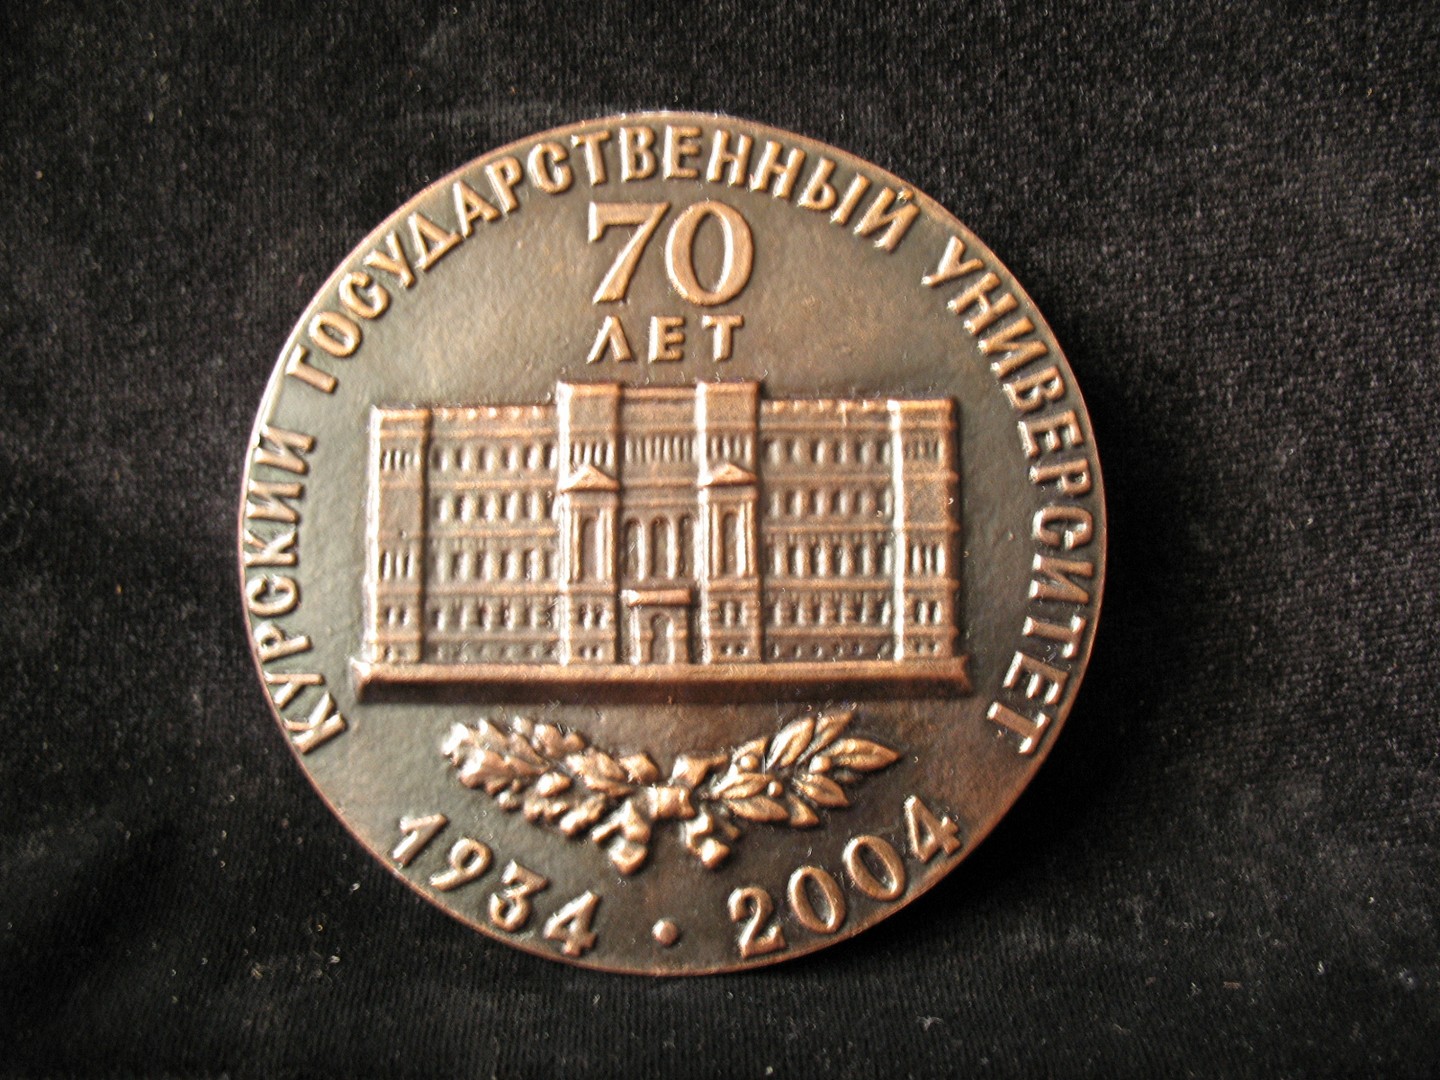 КУРСКИЙ ГОСУДАРСТВЕННЫЙ УНИВЕРСИТЕТ
70
ЛЕТ
1934 • 2004